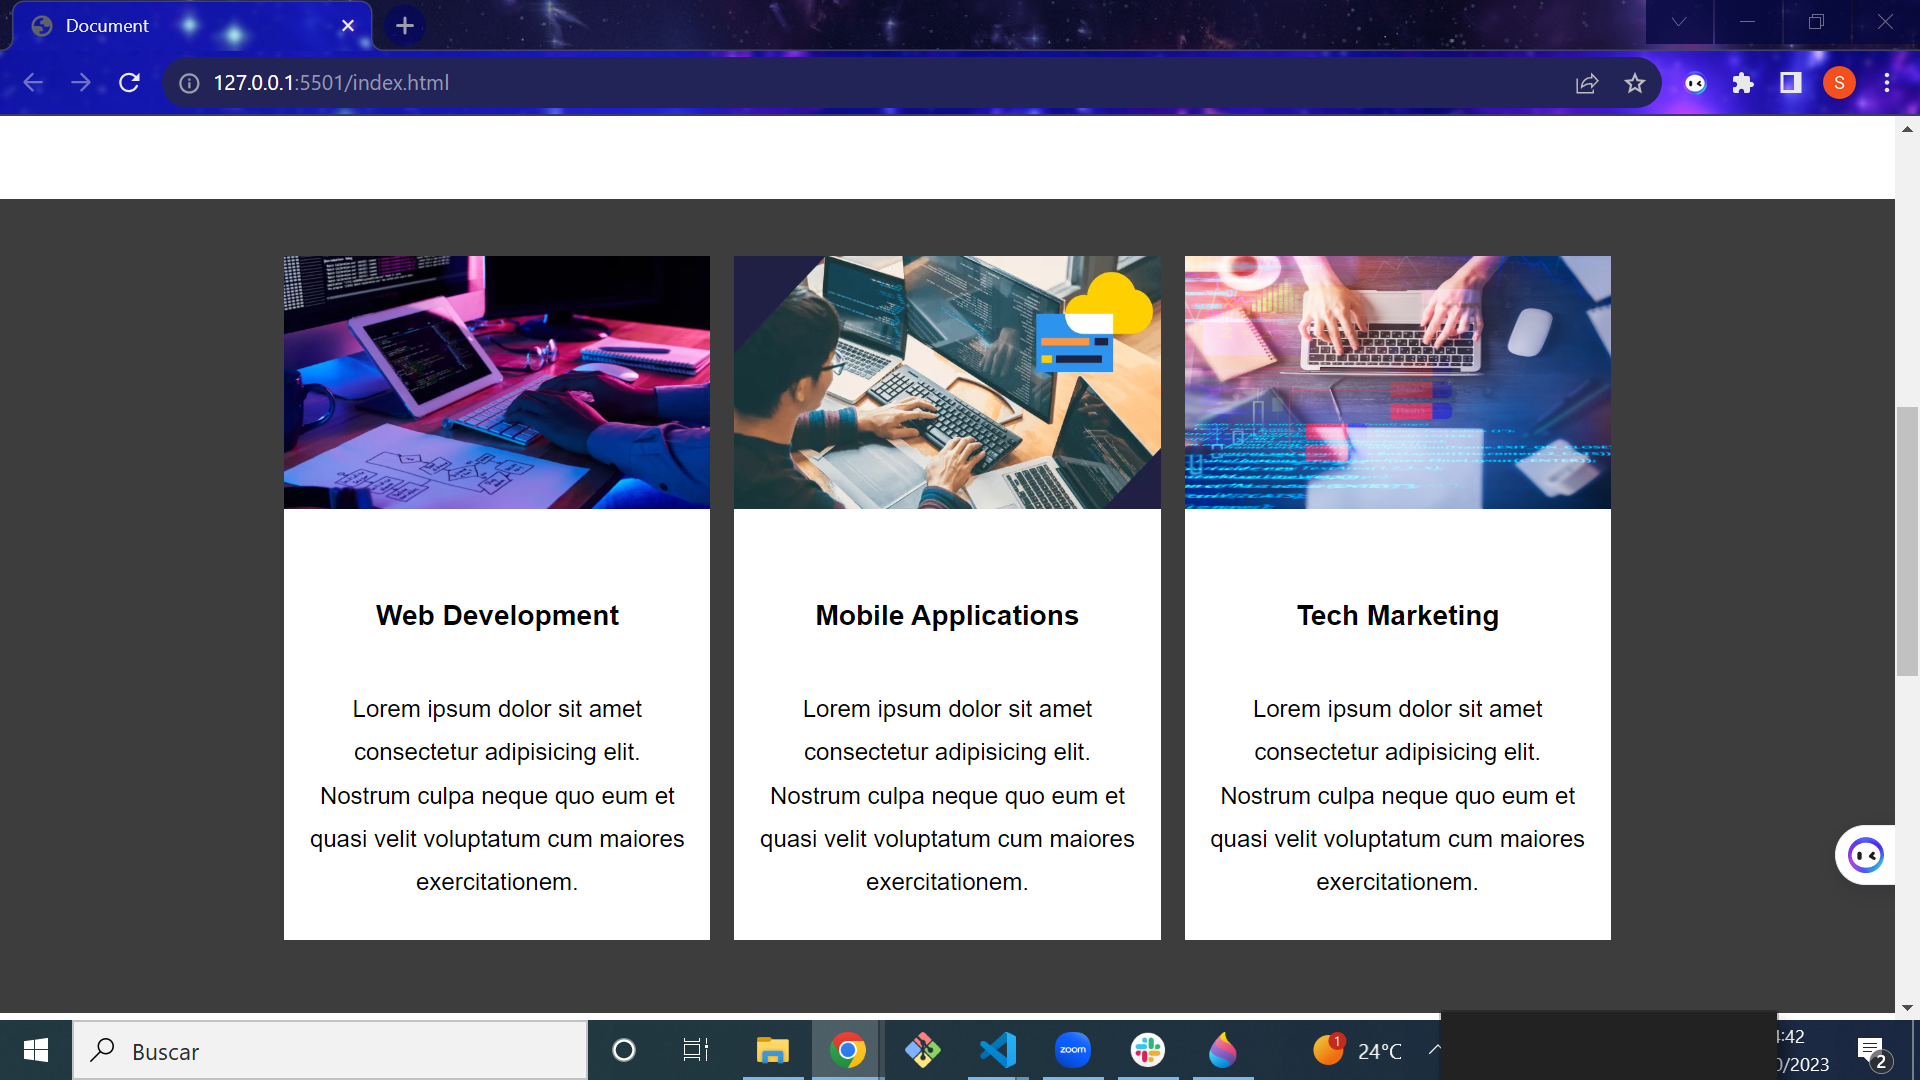 Document
127.0.0.1:5501/index.html
S
Web Development
Lorem ipsum dolor sit amet
consectetur adipisicing elit.
Nostrum culpa neque quo eum et
quasi velit voluptatum cum maiores
exercitationem.
Mobile Applications
Lorem ipsum dolor sit amet
consectetur adipisicing elit.
Nostrum culpa neque quo eum et
quasi velit voluptatum cum maiores
exercitationem.
Tech Marketing
Lorem ipsum dolor sit amet
consectetur adipisicing elit.
Nostrum culpa neque quo eum et
quasi velit voluptatum cum maiores
exercitationem.
Buscar
zoom
1
24°C
:42
0/2023
2